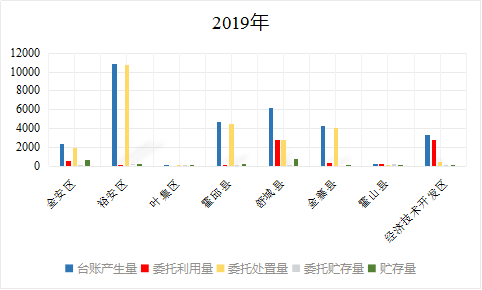 2019年
12000
10000
8000
6000
4000
2000
0
金安区
裕安区
叶集区
霍邱县
舒城县
金寨县
霍山县
经济技术开发区
台账产生量 委托利用量 委托处置量 委托贮存量 贮存量